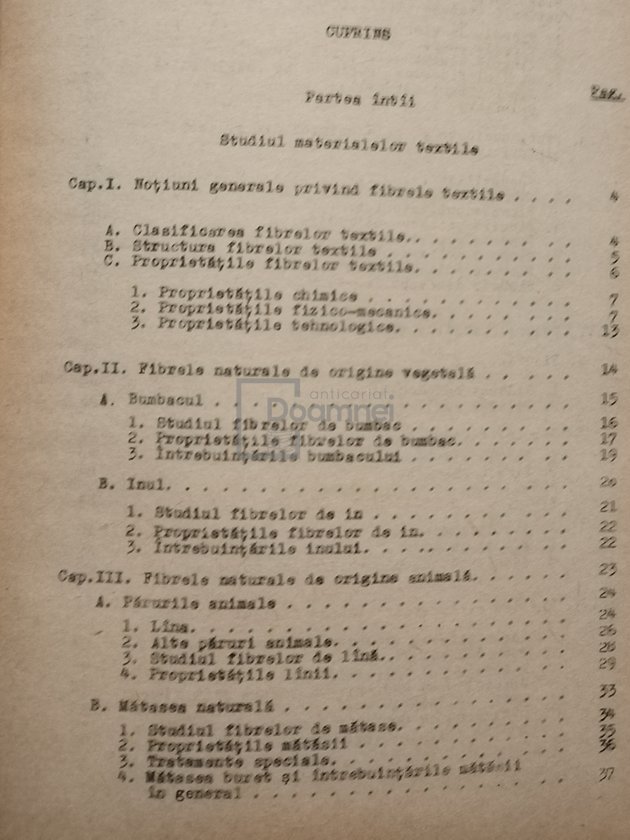 CUPRINS
Pag.
Partea întîi
Studiul materialelor textile
Cap.I. Noțiuni generale privind fibrele textile . . . . 4
A. Clasificarea fibrelor textile. . . . . . . . . 4
B. Structura fibrelor textile . . . . . . . . . . 5
C. Proprietățile fibrelor textile. . . . . . . . . 6
1. Proprietățile chimice . . . . . . . . . . . 7
2. Proprietățile fizico-mecanice. . . . . . . . 7
3. Proprietățile tehnologice. . . . . . . . . . 13
Cap.II. Fibrele naturale de origine vegetală . . . . . 14
anticariat
Doamnei
A. Bumbacul . . . . . . . . . . . . . . . . . . 15
1. Studiul fibrelor de bumbac . . . . . . . . . 16
2. Proprietățile fibrelor de bumbac. . . . . . . 17
3. Întrebuințările bumbacului . . . . . . . . . 19
B. Inul. . . . . . . . . . . . . . . . . . . . 20
1. Studiul fibrelor de in . . . . . . . . . . . 21
2. Proprietățile fibrelor de in. . . . . . . . . 22
3. Întrebuințările inului. . . . . . . . . . . . 22
Cap.III. Fibrele naturale de origine animală. . . . . . 23
A. Părurile animale . . . . . . . . . . . . . . 24
1. Lîna. . . . . . . . . . . . . . . . . . . 24
2. Alte păruri animale. . . . . . . . . . . . . 26
3. Studiul fibrelor de lînă. . . . . . . . . . . 28
4. Proprietățile lînii. . . . . . . . . . . . . 29
B. Mătasea naturală . . . . . . . . . . . . . . 33
1. Studiul fibrelor de mătase. . . . . . . . . . 34
2. Proprietățile mătăsii . . . . . . . . . . . 35
3. Tratamente speciale. . . . . . . . . . . . . 36
4. Mătasea buret și întrebuințările mătăsii
în general . . . . . . . . . . . . . . . . 37